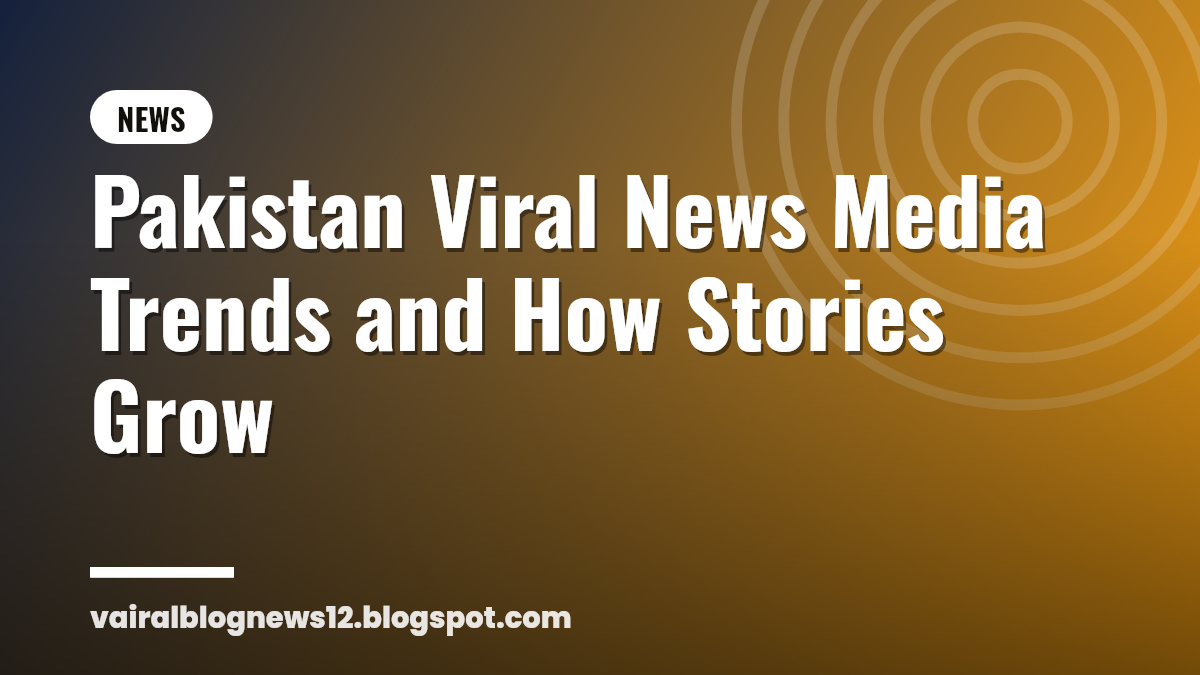 NEWS
Pakistan Viral News Media
Trends and How Stories
Grow
vairalblognews12.blogspot.com